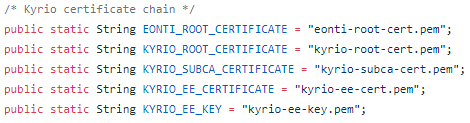 /* Kyrio certificate chain */
public static String EONTI_ROOT_CERTIFICATE = "eonti-root-cert.pem";
public static String KYRIO_ROOT_CERTIFICATE = "kyrio-root-cert.pem";
public static String KYRIO_SUBCA_CERTIFICATE = "kyrio-subca-cert.pem";
public static String KYRIO_EE_CERTIFICATE = "kyrio-ee-cert.pem";
public static String KYRIO_EE_KEY = "kyrio-ee-key.pem";